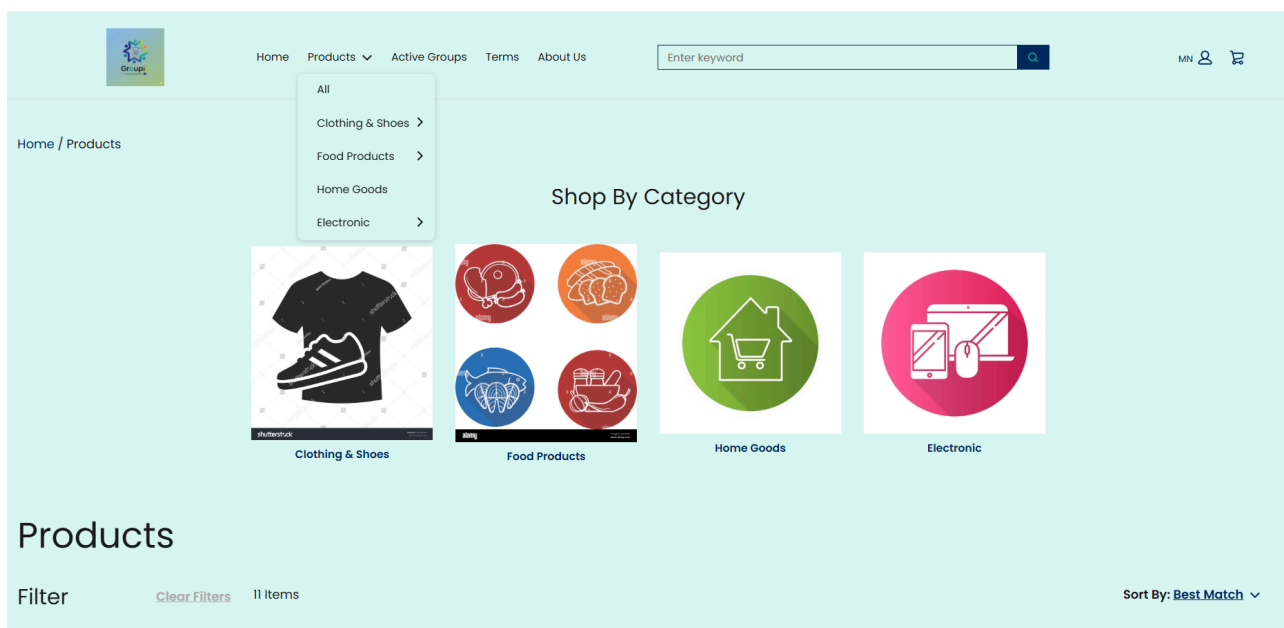 Groups
Home Products Active Groups Terms About Us Enter keyword MN
All
Clothing & Shoes
Food Products
Home Goods
Electronic
Home / Products
Shop By Category
shutterstock
alamy
Clothing & Shoes
Food Products
Home Goods
Electronic
Products
Filter Clear Filters 11 Items Sort By: Best Match